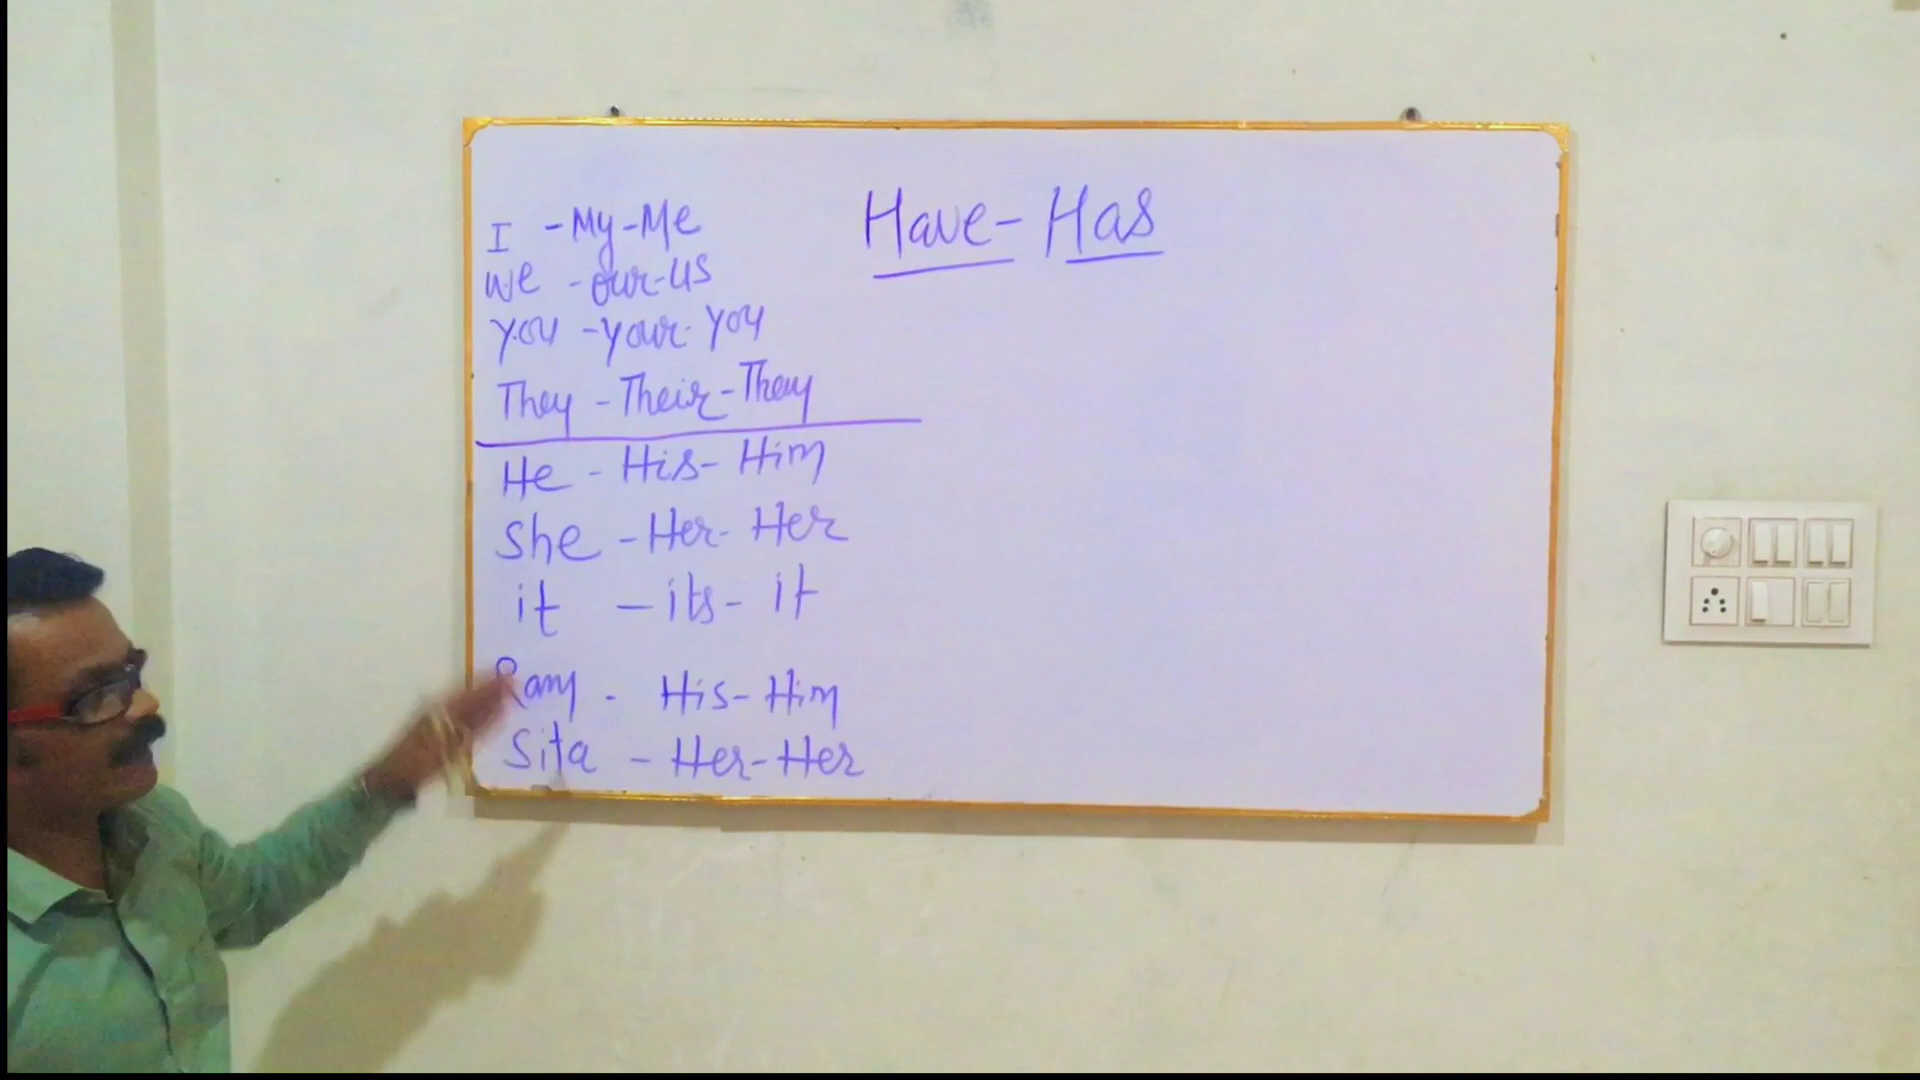 Have - Has
I - My - Me
We - Our - Us
You - Your - You
They - Their - They
He - His - Him
She - Her - Her
it - its - it
Ram - His - Him
Sita - Her - Her